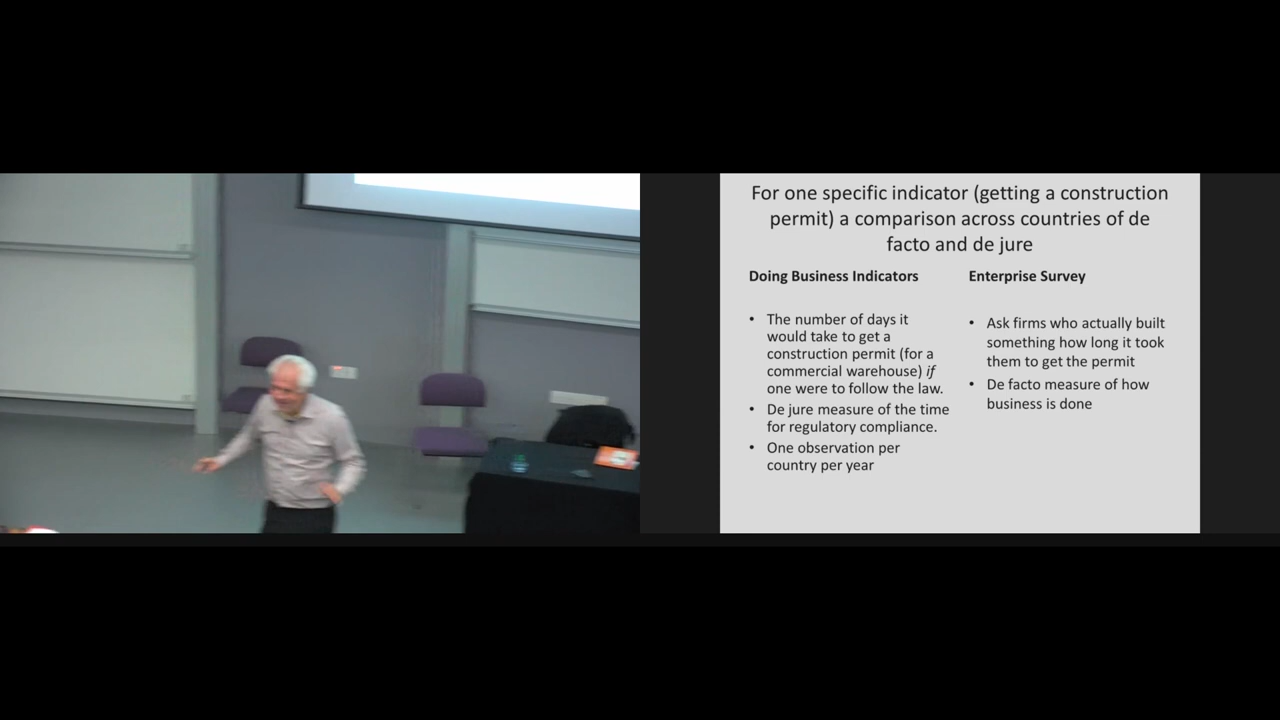 For one specific indicator (getting a construction
permit) a comparison across countries of de
facto and de jure
Doing Business Indicators
• The number of days it
would take to get a
construction permit (for a
commercial warehouse) if
one were to follow the law.
• De jure measure of the time
for regulatory compliance.
• One observation per
country per year
Enterprise Survey
• Ask firms who actually built
something how long it took
them to get the permit
• De facto measure of how
business is done